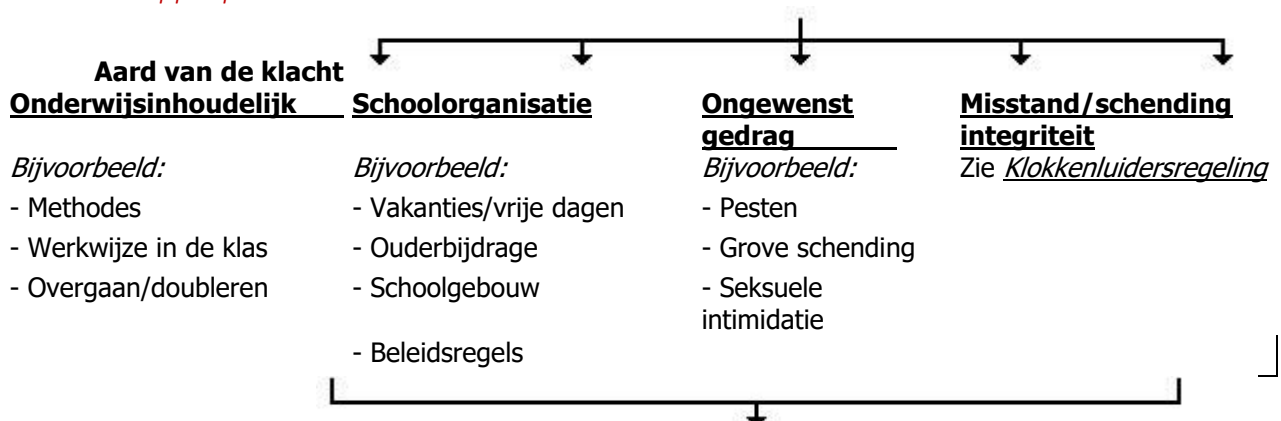 Aard van de klacht
Onderwijsinhoudelijk
Bijvoorbeeld:
- Methodes
- Werkwijze in de klas
- Overgaan/doubleren
Schoolorganisatie
Bijvoorbeeld:
- Vakanties/vrije dagen
- Ouderbijdrage
- Schoolgebouw
- Beleidsregels
Ongewenst
gedrag
Bijvoorbeeld:
- Pesten
- Grove schending
- Seksuele
intimidatie
Misstand/schending
integriteit
Zie Klokkenluidersregeling